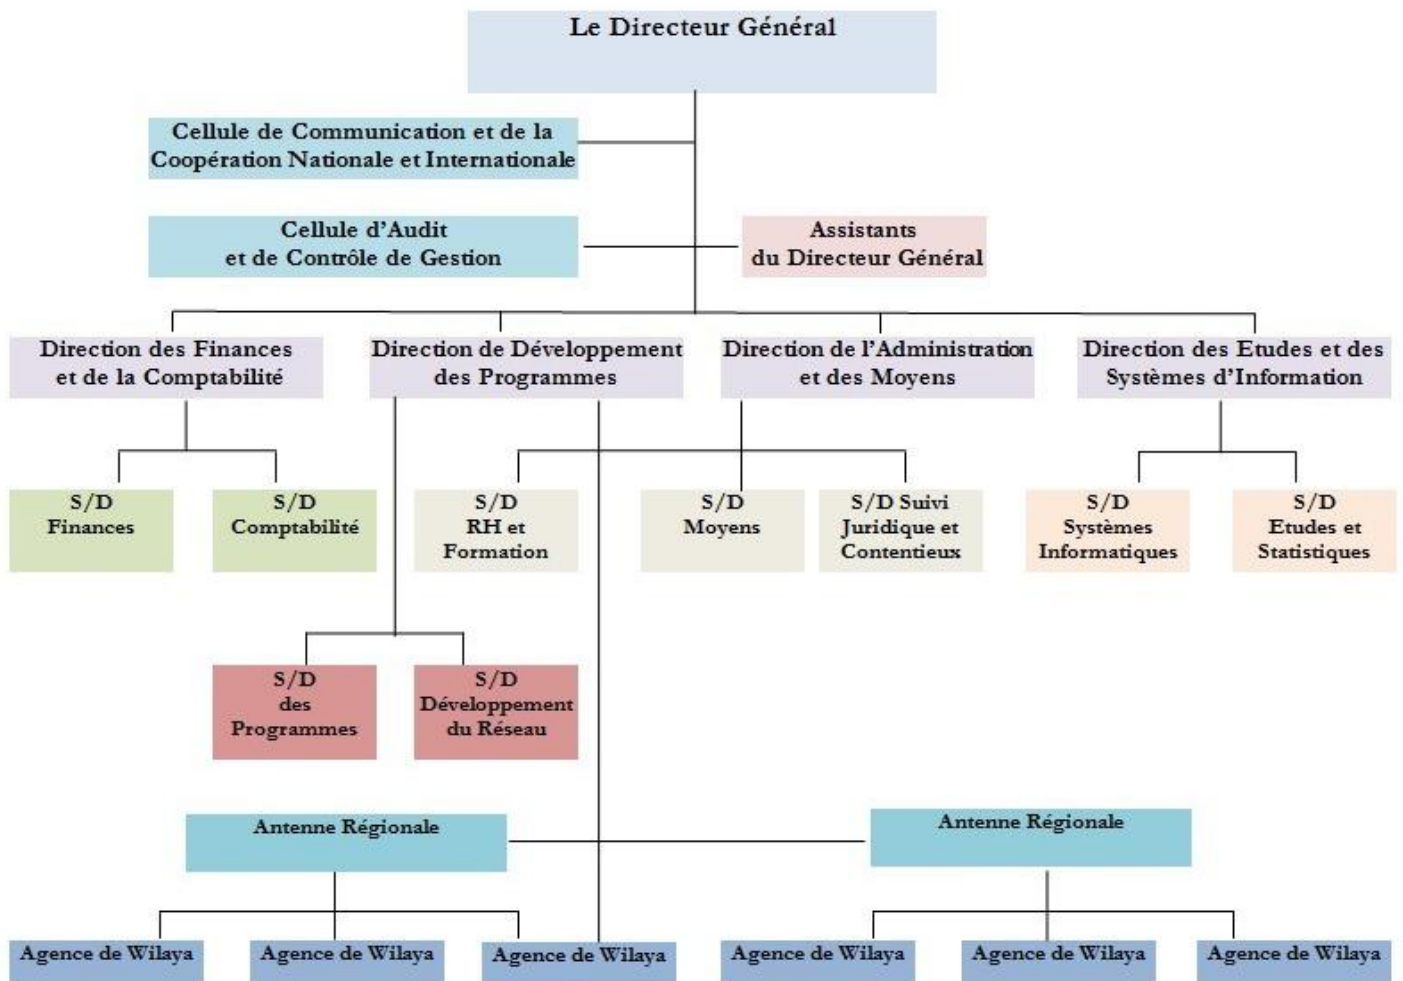 Le Directeur Général
Cellule de Communication et de la
Coopération Nationale et Internationale
Cellule d'Audit
et de Contrôle de Gestion
Assistants
du Directeur Général
Direction des Finances
et de la Comptabilité
Direction de Développement
des Programmes
Direction de l'Administration
et des Moyens
Direction des Etudes et des
Systèmes d'Information
S/D
Finances
S/D
Comptabilité
S/D
RH et
Formation
S/D
Moyens
S/D Suivi
Juridique et
Contentieux
S/D
Systèmes
Informatiques
S/D
Etudes et
Statistiques
S/D
des
Programmes
S/D
Développement
du Réseau
Antenne Régionale
Antenne Régionale
Agence de Wilaya
Agence de Wilaya
Agence de Wilaya
Agence de Wilaya
Agence de Wilaya
Agence de Wilaya